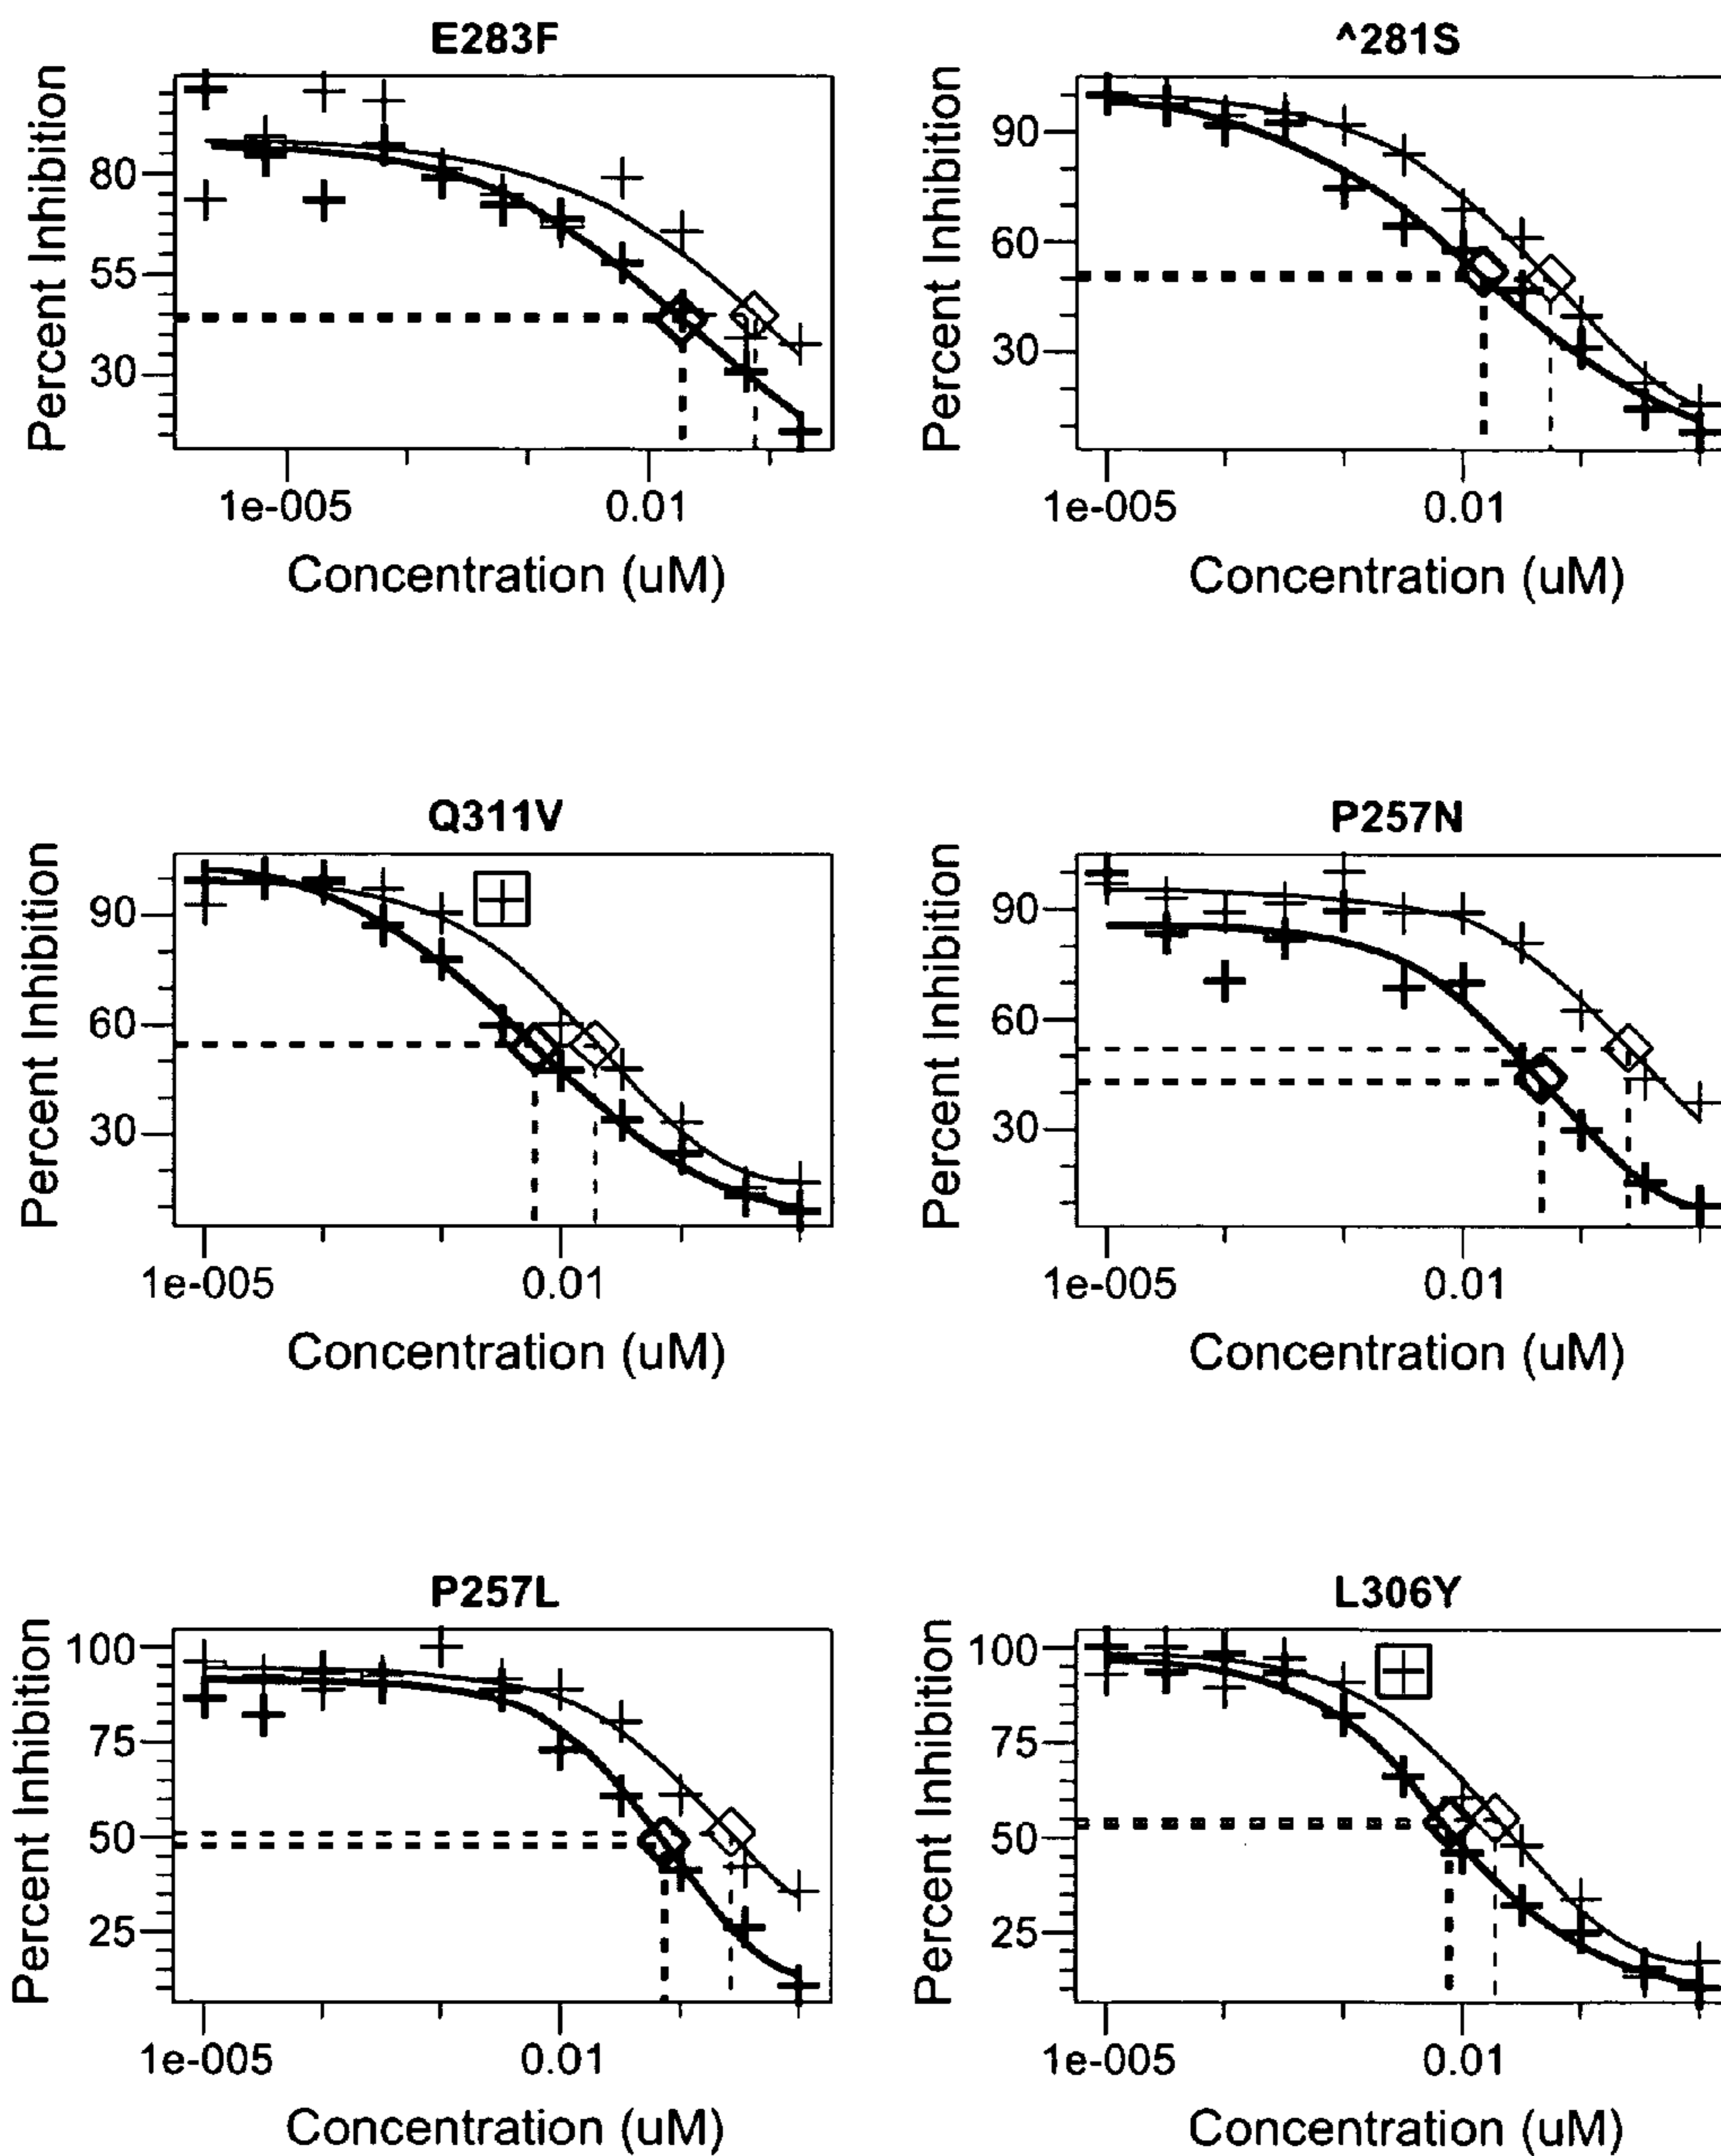 E283F
Percent Inhibition
80
55
30
1e-005
0.01
Concentration (uM)
^281S
Percent Inhibition
90
60
30
1e-005
0.01
Concentration (uM)
Q311V
Percent Inhibition
90
60
30
1e-005
0.01
Concentration (uM)
P257N
Percent Inhibition
90
60
30
1e-005
0.01
Concentration (uM)
P257L
Percent Inhibition
100
75
50
25
1e-005
0.01
Concentration (uM)
L306Y
Percent Inhibition
100
75
50
25
1e-005
0.01
Concentration (uM)